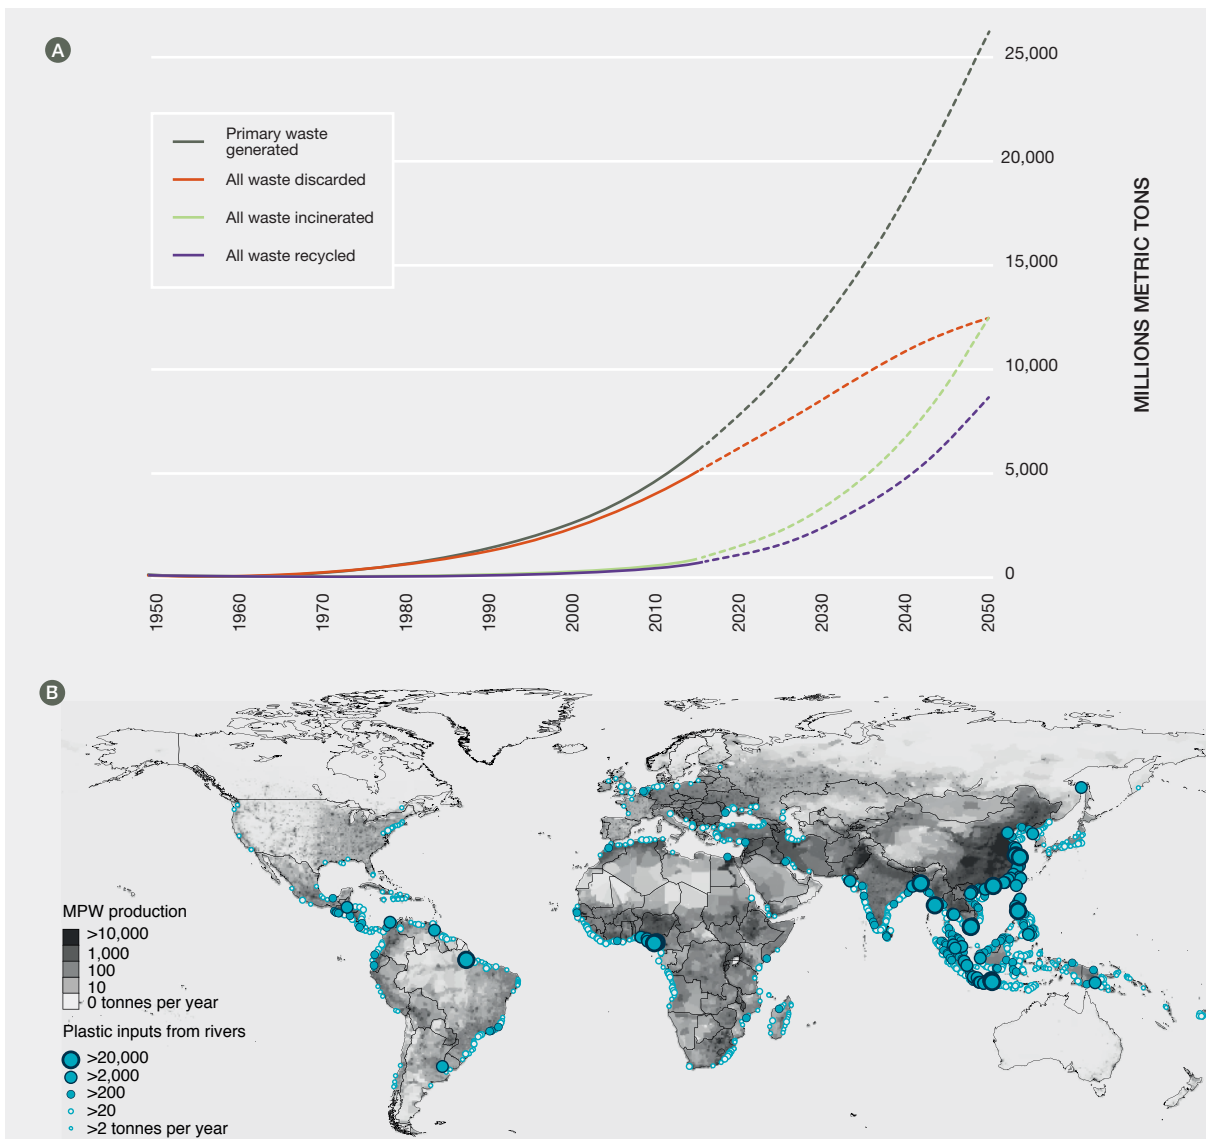 A
25,000
20,000
15,000
10,000
5,000
0
MILLIONS METRIC TONS
Primary waste
generated
All waste discarded
All waste incinerated
All waste recycled
1950
1960
1970
1980
1990
2000
2010
2020
2030
2040
2050
B
MPW production
>10,000
1,000
100
10
0 tonnes per year
Plastic inputs from rivers
>20,000
>2,000
>200
>20
>2 tonnes per year